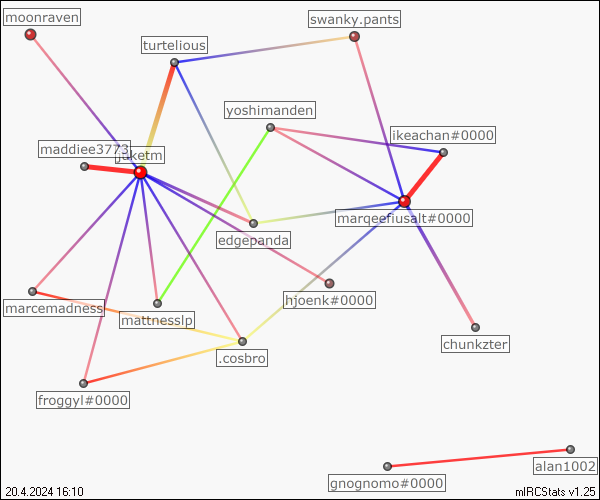 moonraven
swanky.pants
turtelious
yoshimanden
ikeachan#0000
maddiee3773
juketm
marqeefiusalt#0000
edgepanda
hjoenk#0000
marcemadness
mattnesslp
chunkzter
.cosbro
froggyl#0000
alan1002
gnognomo#0000
20.4.2024 16:10
mIRCStats v1.25